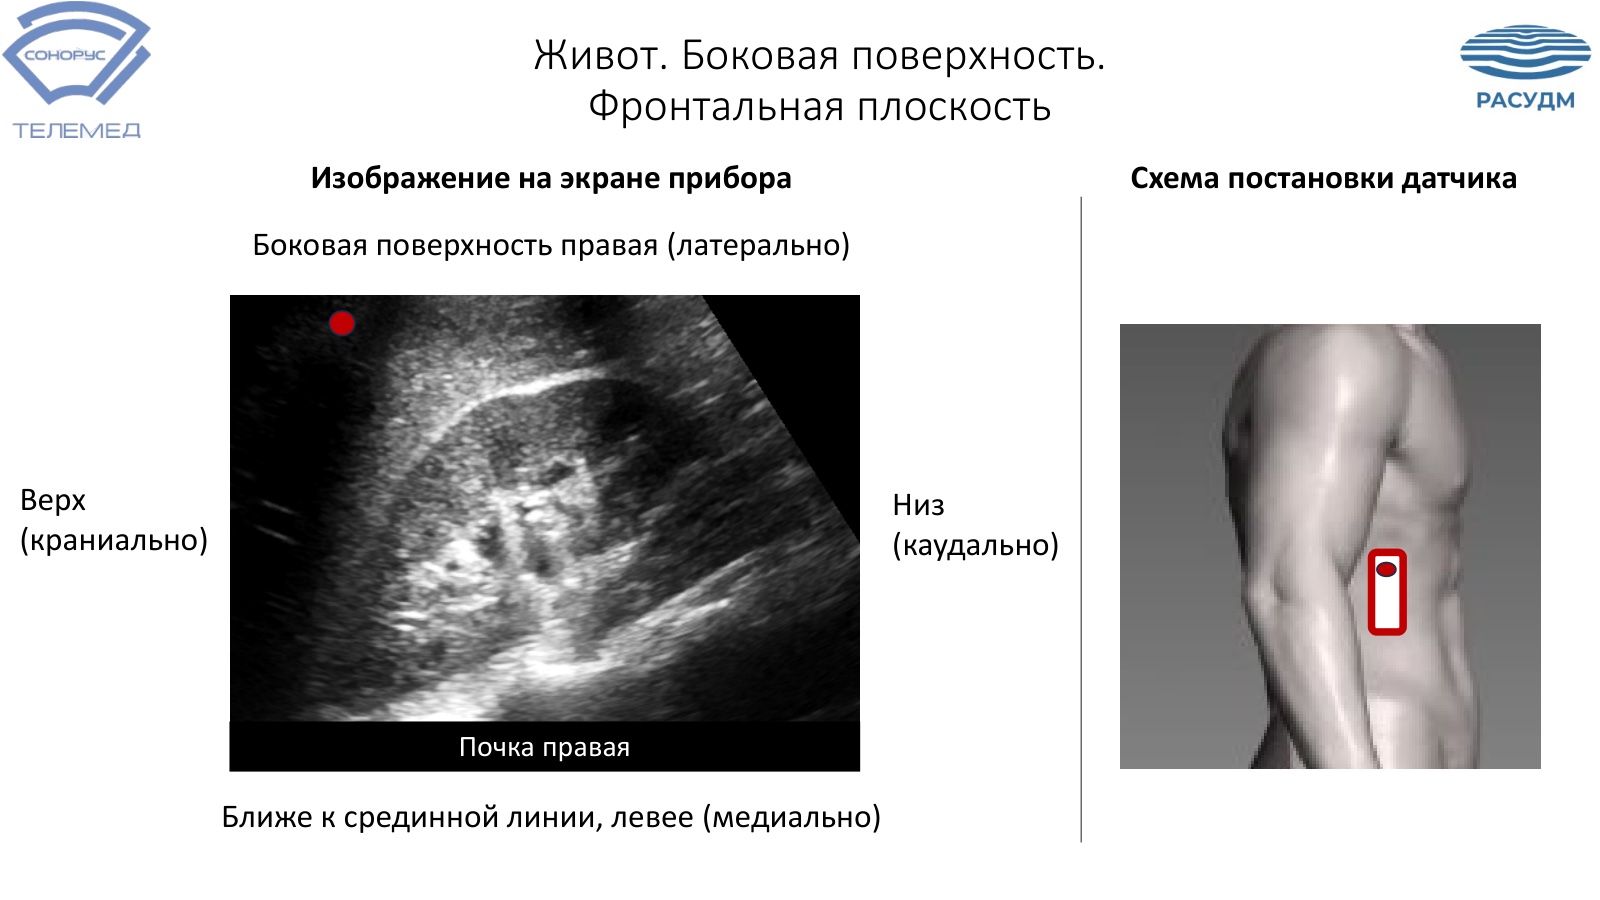 СОНОРУС
ТЕЛЕМЕД
Живот. Боковая поверхность.
Фронтальная плоскость
РАСУДМ
Изображение на экране прибора
Схема постановки датчика
Боковая поверхность правая (латерально)
Верх
(краниально)
Низ
(каудально)
Почка правая
Ближе к срединной линии, левее (медиально)